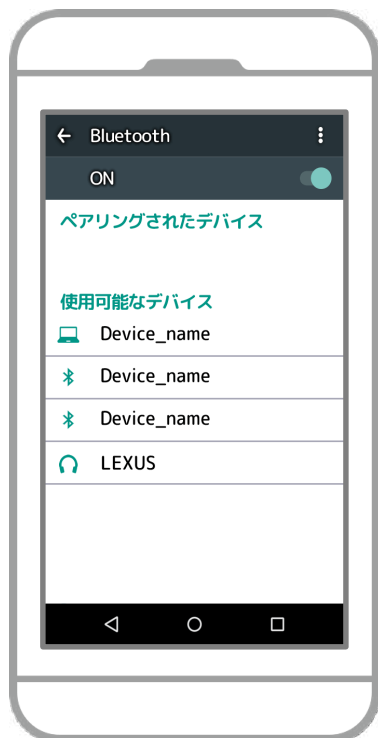 Bluetooth
ON
ペアリングされたデバイス
使用可能なデバイス
Device_name
Device_name
Device_name
LEXUS